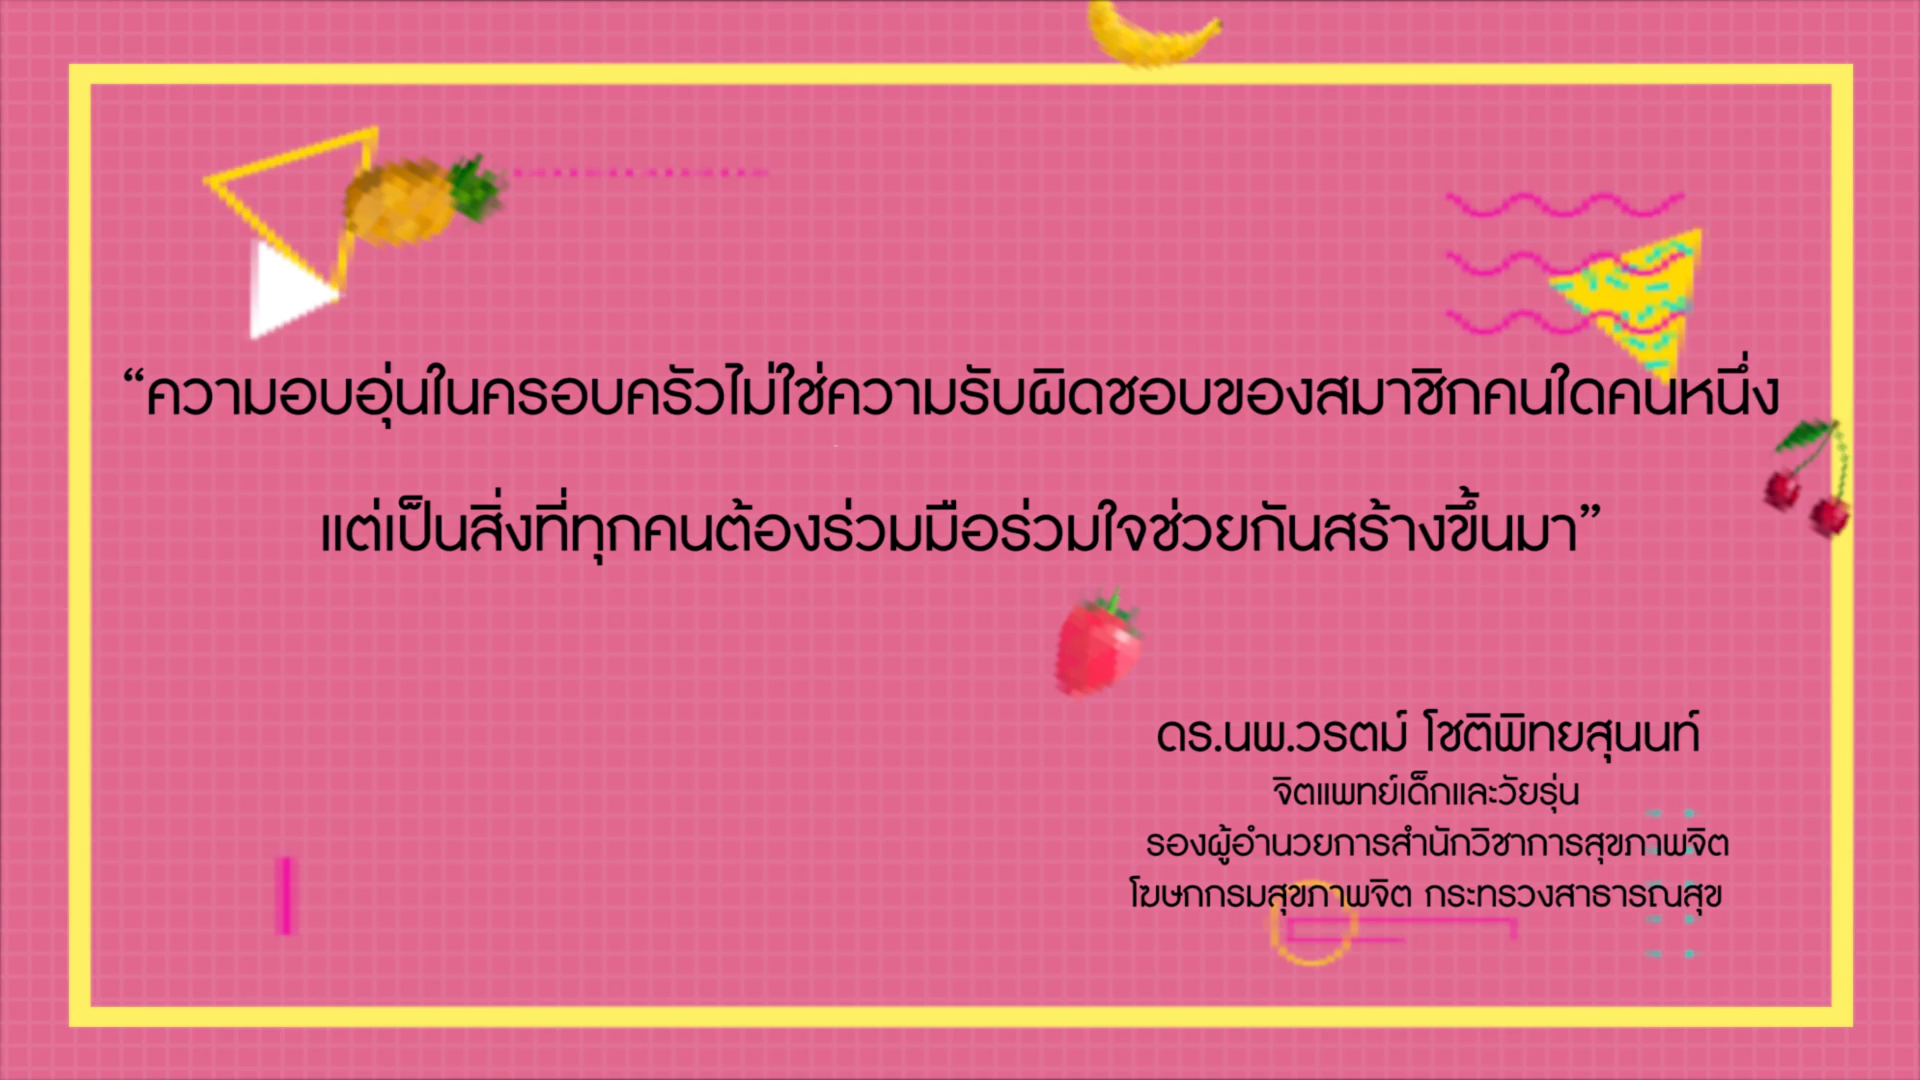 “ความอบอุ่นในครอบครัวไม่ใช่ความรับผิดชอบของสมาชิกคนใดคนหนึ่ง
แต่เป็นสิ่งที่ทุกคนต้องร่วมมือร่วมใจช่วยกันสร้างขึ้นมา”
ดร.นพ.วรตม์ โชติพิทยสุนนท์
จิตแพทย์เด็กและวัยรุ่น
รองผู้อำนวยการสำนักวิชาการสุขภาพจิต
โฆษกกรมสุขภาพจิต กระทรวงสาธารณสุข